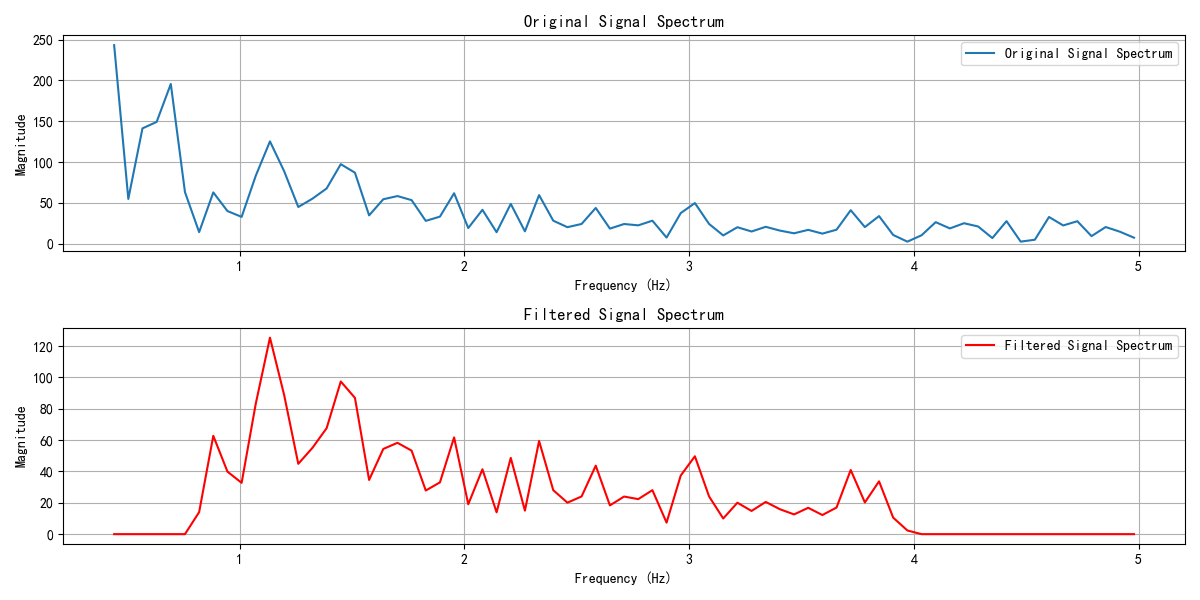 Original Signal Spectrum
250
200
150
100
50
0
Magnitude
Original Signal Spectrum
1 2 3 4 5
Frequency (Hz)
Filtered Signal Spectrum
120
100
80
60
40
20
0
Magnitude
Filtered Signal Spectrum
1 2 3 4 5
Frequency (Hz)